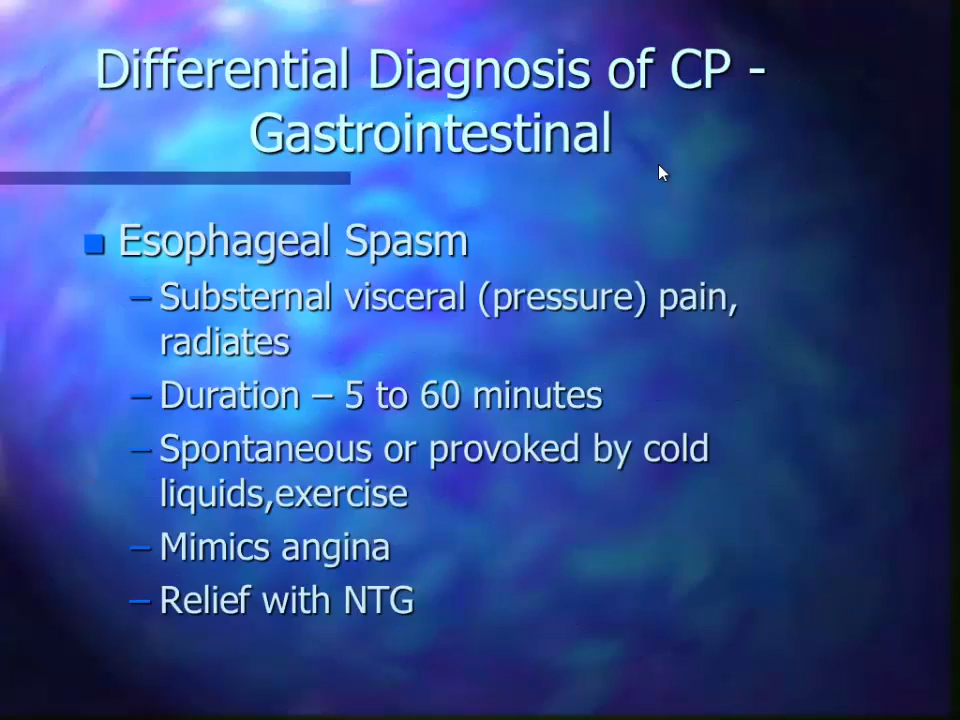 Differential Diagnosis of CP -
Gastrointestinal
Esophageal Spasm
– Substernal visceral (pressure) pain,
radiates
– Duration – 5 to 60 minutes
– Spontaneous or provoked by cold
liquids,exercise
– Mimics angina
– Relief with NTG